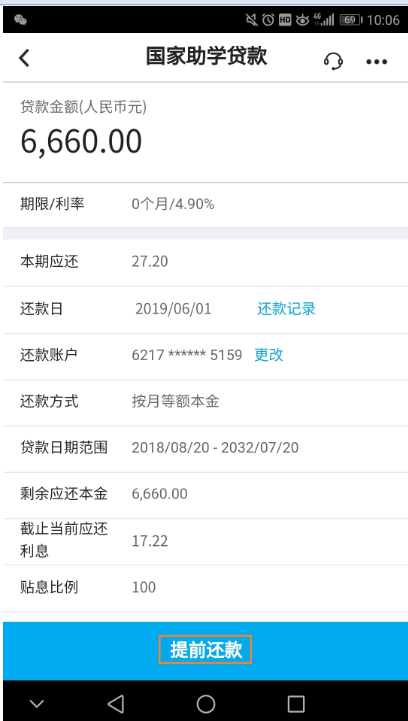 HD 46 69 10:06
国家助学贷款
贷款金额(人民币元)
6,660.00
期限/利率 0个月/4.90%
本期应还 27.20
还款日 2019/06/01 还款记录
还款账户 6217 ****** 5159 更改
还款方式 按月等额本金
贷款日期范围 2018/08/20 - 2032/07/20
剩余应还本金 6,660.00
截止当前应还
利息 17.22
贴息比例 100
提前还款